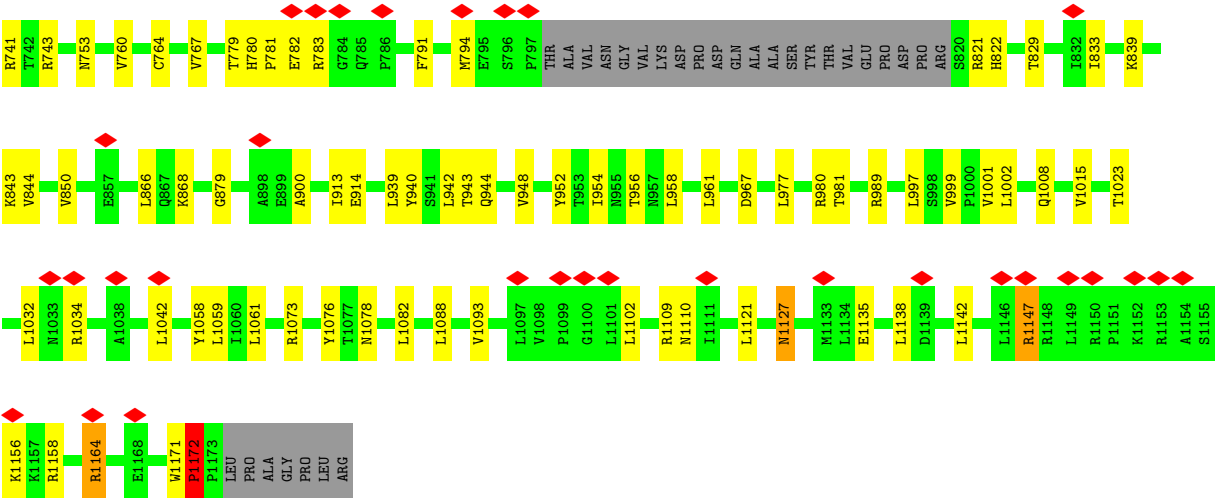 R741 T742 R743 N753 V760 C764 V767 T779 H780 P781 E782 R783 G784 Q785 P786 F791 M794 E795 S796 P797 THR ALA VAL ASN GLY VAL LYS ASP PRO ASP GLN ALA ALA SER TYR THR VAL GLU PRO ASP PRO ARG S820 R821 H822 T829 I832 I833 K839
K843 V844 V850 E857 L866 Q867 K868 G879 A898 E899 A900 I913 E914 L939 Y940 S941 L942 T943 Q944 V948 Y952 T953 I954 N955 T956 N957 L958 L961 D967 L977 R980 T981 R989 L997 S998 V999 P1000 V1001 L1002 Q1008 V1015 T1023
L1032 N1033 R1034 A1038 L1042 Y1058 L1059 I1060 L1061 R1073 Y1076 T1077 N1078 L1082 L1088 V1093 L1097 V1098 P1099 G1100 L1101 L1102 R1109 N1110 I1111 L1121 N1127 M1133 L1134 E1135 L1138 D1139 L1142 L1146 R1147 R1148 L1149 R1150 P1151 K1152 R1153 A1154 S1155
K1156 K1157 R1158 R1164 E1168 W1171 P1172 P1173 LEU PRO ALA GLY PRO LEU ARG